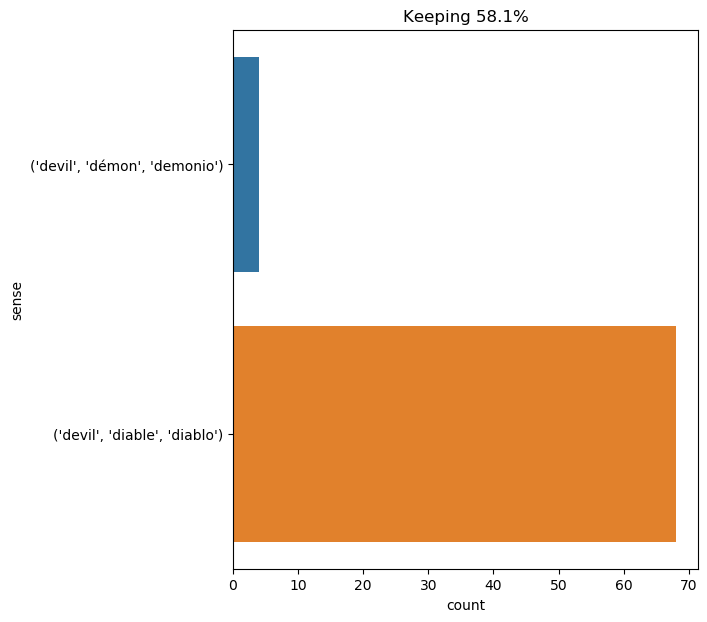 Keeping 58.1%
('devil', 'démon', 'demonio')
sense
('devil', 'diable', 'diablo')
0 10 20 30 40 50 60 70
count